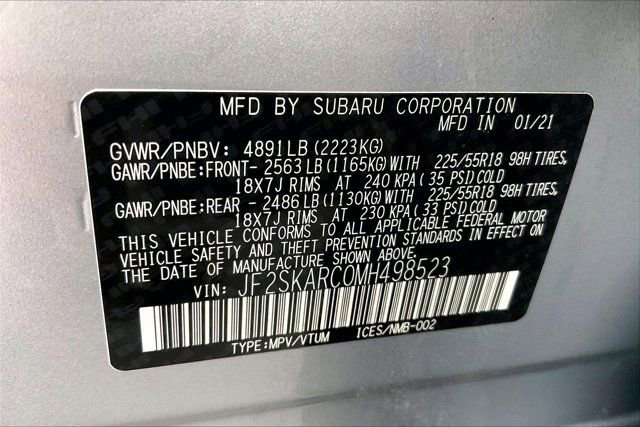 MFD BY SUBARU CORPORATION
MFD IN 01/21
GVWR/PNBV: 4891LB(2223KG)
GAWR/PNBE:FRONT- 2563LB(1165KG)WITH 225/55R18 98H TIRES,
18X7J RIMS AT 240 KPA(35 PSI)COLD
GAWR/PNBE:REAR - 2486LB(1130KG)WITH 225/55R18 98H TIRES,
18X7J RIMS AT 230 KPA(33 PSI)COLD
THIS VEHICLE CONFORMS TO ALL APPLICABLE FEDERAL MOTOR
VEHICLE SAFETY AND THEFT PREVENTION STANDARDS IN EFFECT ON
THE DATE OF MANUFACTURE SHOWN ABOVE.
VIN: JF2SKARC0MH498523
TYPE:MPV/VTUM ICES/NMB-002